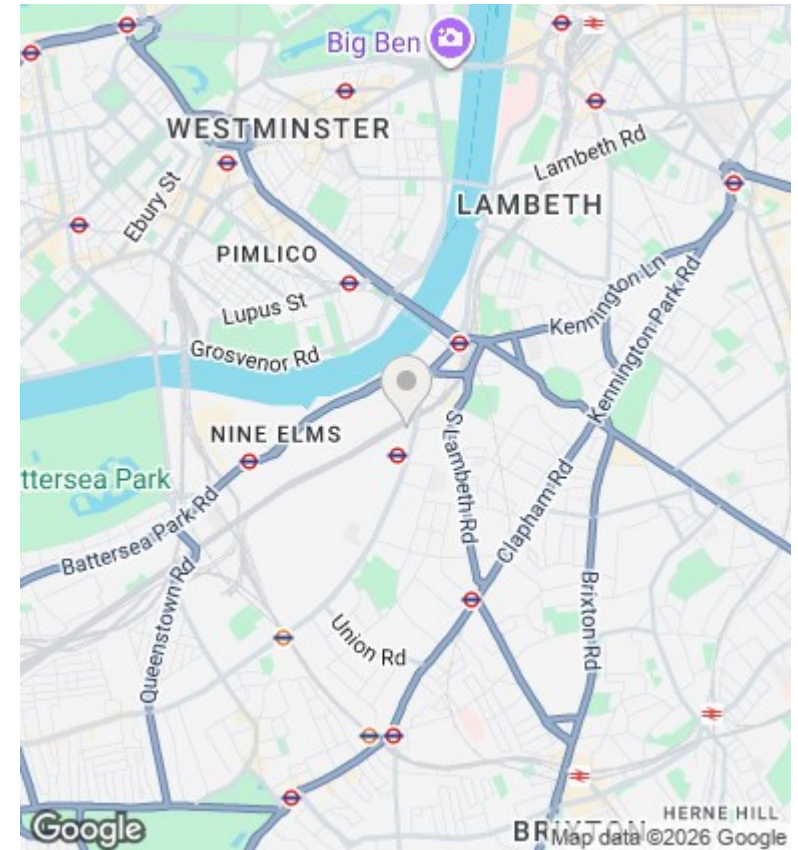 Big Ben
WESTMINSTER
Lambeth Rd
LAMBETH
Ebury St
PIMLICO
Kennington Ln
Kennington Park Rd
Lupus St
Grosvenor Rd
NINE ELMS
S Lambeth Rd
ttersea Park
Clapham Rd
Battersea Park Rd
Brixton Rd
Queenstown Rd
Union Rd
HERNE HILL
BRIXTON
Google
Map data ©2026 Google